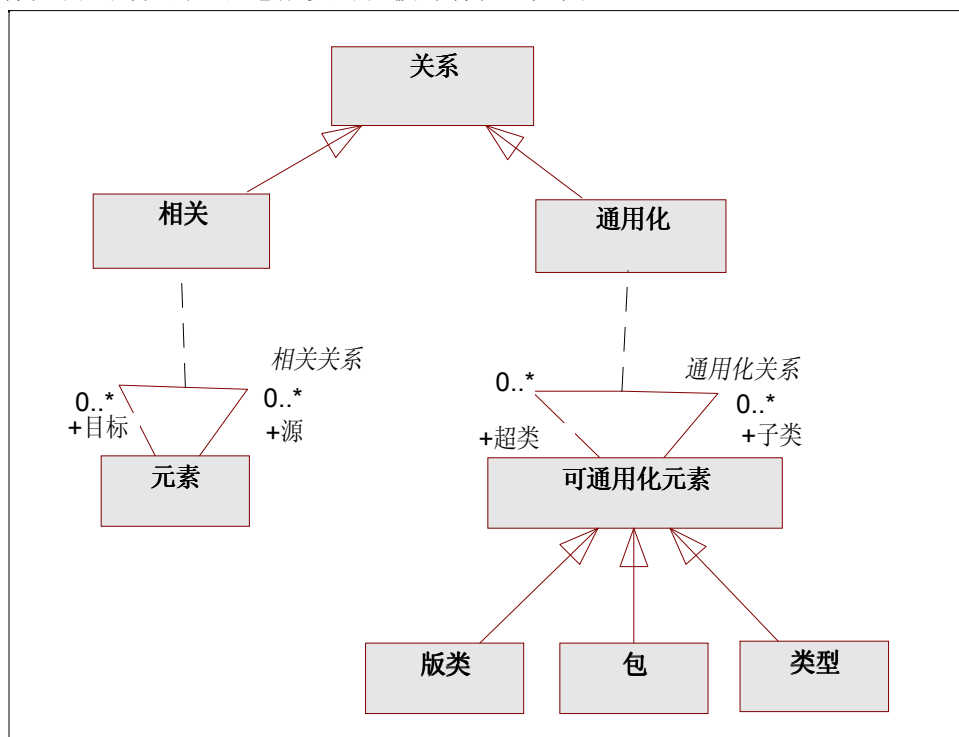 关系
相关
通用化
相关关系
通用化关系
0..*
0..*
0..*
0..*
+目标
+源
+超类
+子类
元素
可通用化元素
版类
包
类型